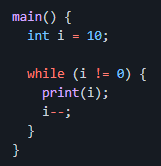 main() {
  int i = 10;

  while (i != 0) {
    print(i);
    i--;
  }
}